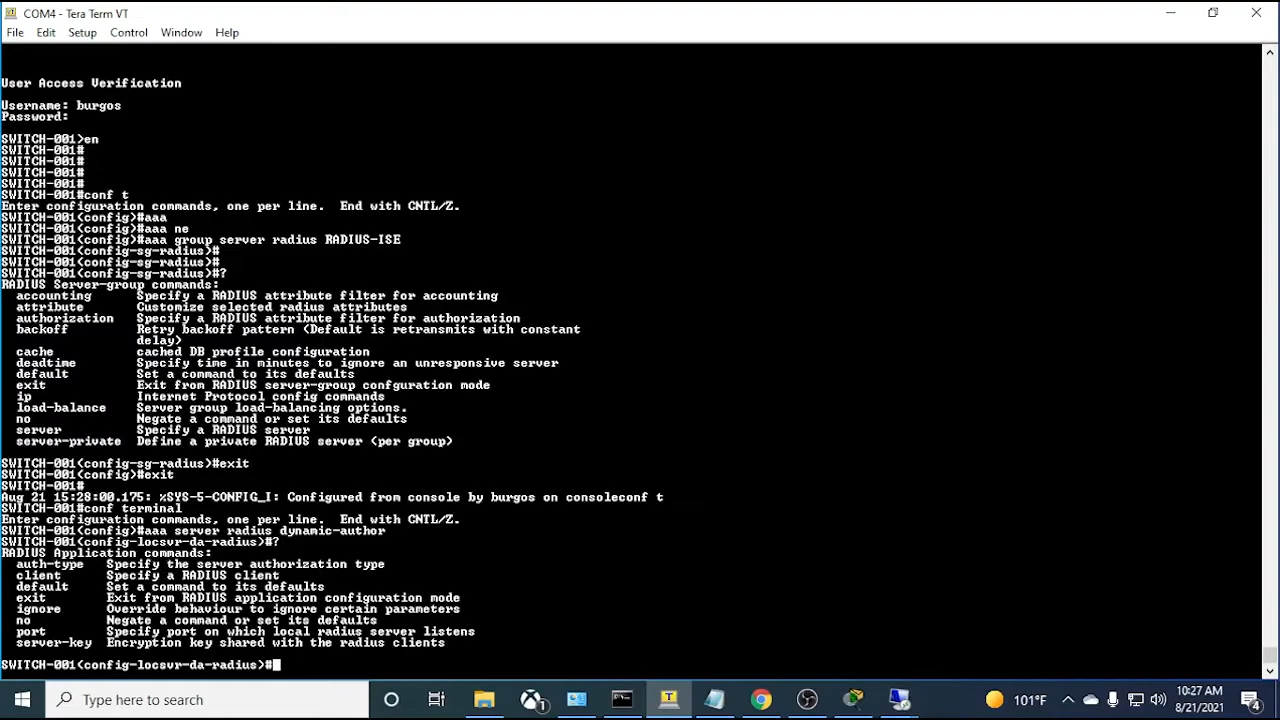 COM4 - Tera Term VT
File Edit Setup Control Window Help
User Access Verification
Username: burgos
Password:
SWITCH-001>en
SWITCH-001#
SWITCH-001#
SWITCH-001#
SWITCH-001#
SWITCH-001#conf t
Enter configuration commands, one per line.  End with CNTL/Z.
SWITCH-001(config)#aaa
SWITCH-001(config)#aaa ne
SWITCH-001(config)#aaa group server radius RADIUS-ISE
SWITCH-001(config-sg-radius)#
SWITCH-001(config-sg-radius)#
SWITCH-001(config-sg-radius)#?
RADIUS Server-group commands:
  accounting      Specify a RADIUS attribute filter for accounting
  attribute       Customize selected radius attributes
  authorization   Specify a RADIUS attribute filter for authorization
  backoff         Retry backoff pattern (Default is retransmits with constant
                  delay)
  cache           cached DB profile configuration
  deadtime        Specify time in minutes to ignore an unresponsive server
  default         Set a command to its defaults
  exit            Exit from RADIUS server-group confguration mode
  ip              Internet Protocol config commands
  load-balance    Server group load-balancing options.
  no              Negate a command or set its defaults
  server          Specify a RADIUS server
  server-private  Define a private RADIUS server (per group)
SWITCH-001(config-sg-radius)#exit
SWITCH-001(config)#exit
SWITCH-001#
Aug 21 15:28:00.175: %SYS-5-CONFIG_I: Configured from console by burgos on consoleconf t
SWITCH-001#conf terminal
Enter configuration commands, one per line.  End with CNTL/Z.
SWITCH-001(config)#aaa server radius dynamic-author
SWITCH-001(config-locsvr-da-radius)#?
RADIUS Application commands:
  auth-type   Specify the server authorization type
  client      Specify a RADIUS client
  default     Set a command to its defaults
  exit        Exit from RADIUS application configuration mode
  ignore      Override behaviour to ignore certain parameters
  no          Negate a command or set its defaults
  port        Specify port on which local radius server listens
  server-key  Encryption key shared with the radius clients
SWITCH-001(config-locsvr-da-radius)#
Type here to search
1
101°F
10:27 AM
8/21/2021
4